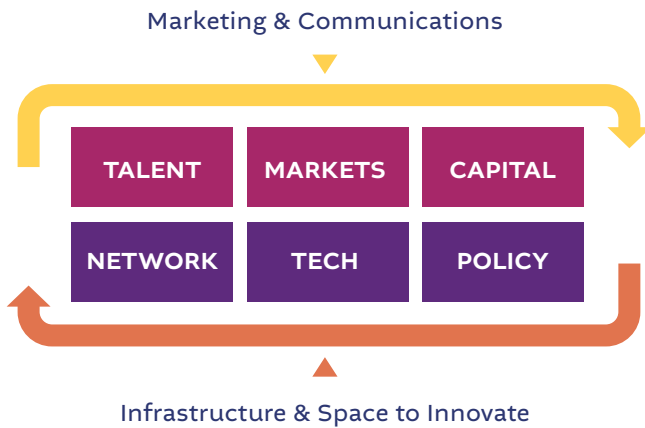 Marketing & Communications
TALENT MARKETS CAPITAL
NETWORK TECH POLICY
Infrastructure & Space to Innovate